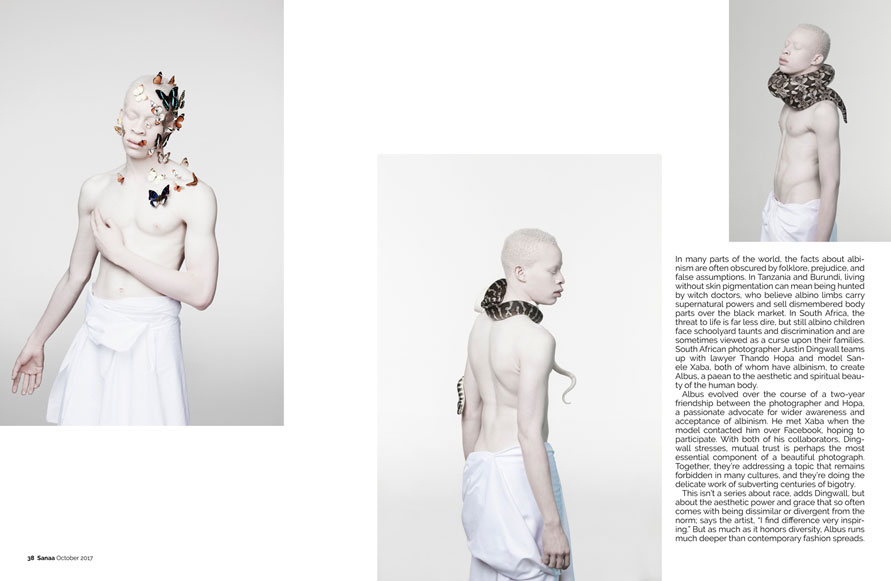 In many parts of the world, the facts about albi-
nism are often obscured by folklore, prejudice, and
false assumptions. In Tanzania and Burundi, living
without skin pigmentation can mean being hunted
by witch doctors, who believe albino limbs carry
supernatural powers and sell dismembered body
parts over the black market. In South Africa, the
threat to life is far less dire, but still albino children
face schoolyard taunts and discrimination and are
sometimes viewed as a curse upon their families.
South African photographer Justin Dingwall teams
up with lawyer Thando Hopa and model San-
ele Xaba, both of whom have albinism, to create
Albus, a paean to the aesthetic and spiritual beau-
ty of the human body.
Albus evolved over the course of a two-year
friendship between the photographer and Hopa,
a passionate advocate for wider awareness and
acceptance of albinism. He met Xaba when the
model contacted him over Facebook, hoping to
participate. With both of his collaborators, Ding-
wall stresses, mutual trust is perhaps the most
essential component of a beautiful photograph.
Together, they're addressing a topic that remains
forbidden in many cultures, and they're doing the
delicate work of subverting centuries of bigotry.
This isn't a series about race, adds Dingwall, but
about the aesthetic power and grace that so often
comes with being dissimilar or divergent from the
norm; says the artist, "I find difference very inspir-
ing." But as much as it honors diversity, Albus runs
much deeper than contemporary fashion spreads.
38 Sanaa October 2017